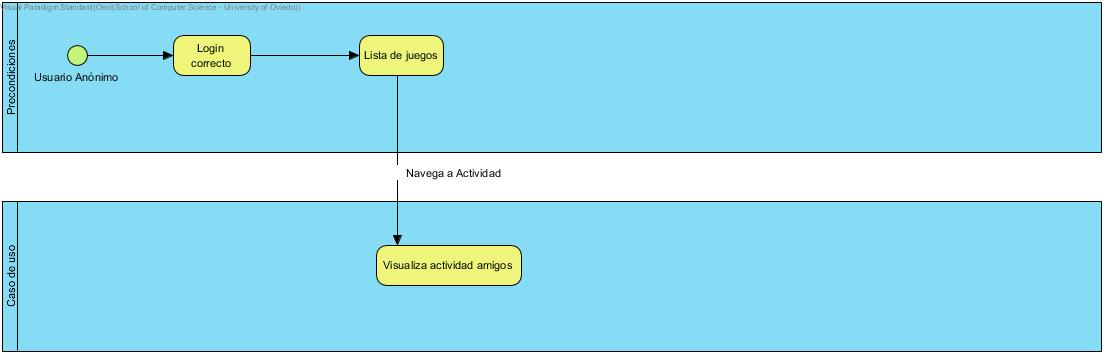 Visual Paradigm Standard(Oriol(School of Computer Science - University of Oviedo))
Precondiciones
Usuario Anónimo
Login
correcto
Lista de juegos
Navega a Actividad
Caso de uso
Visualiza actividad amigos